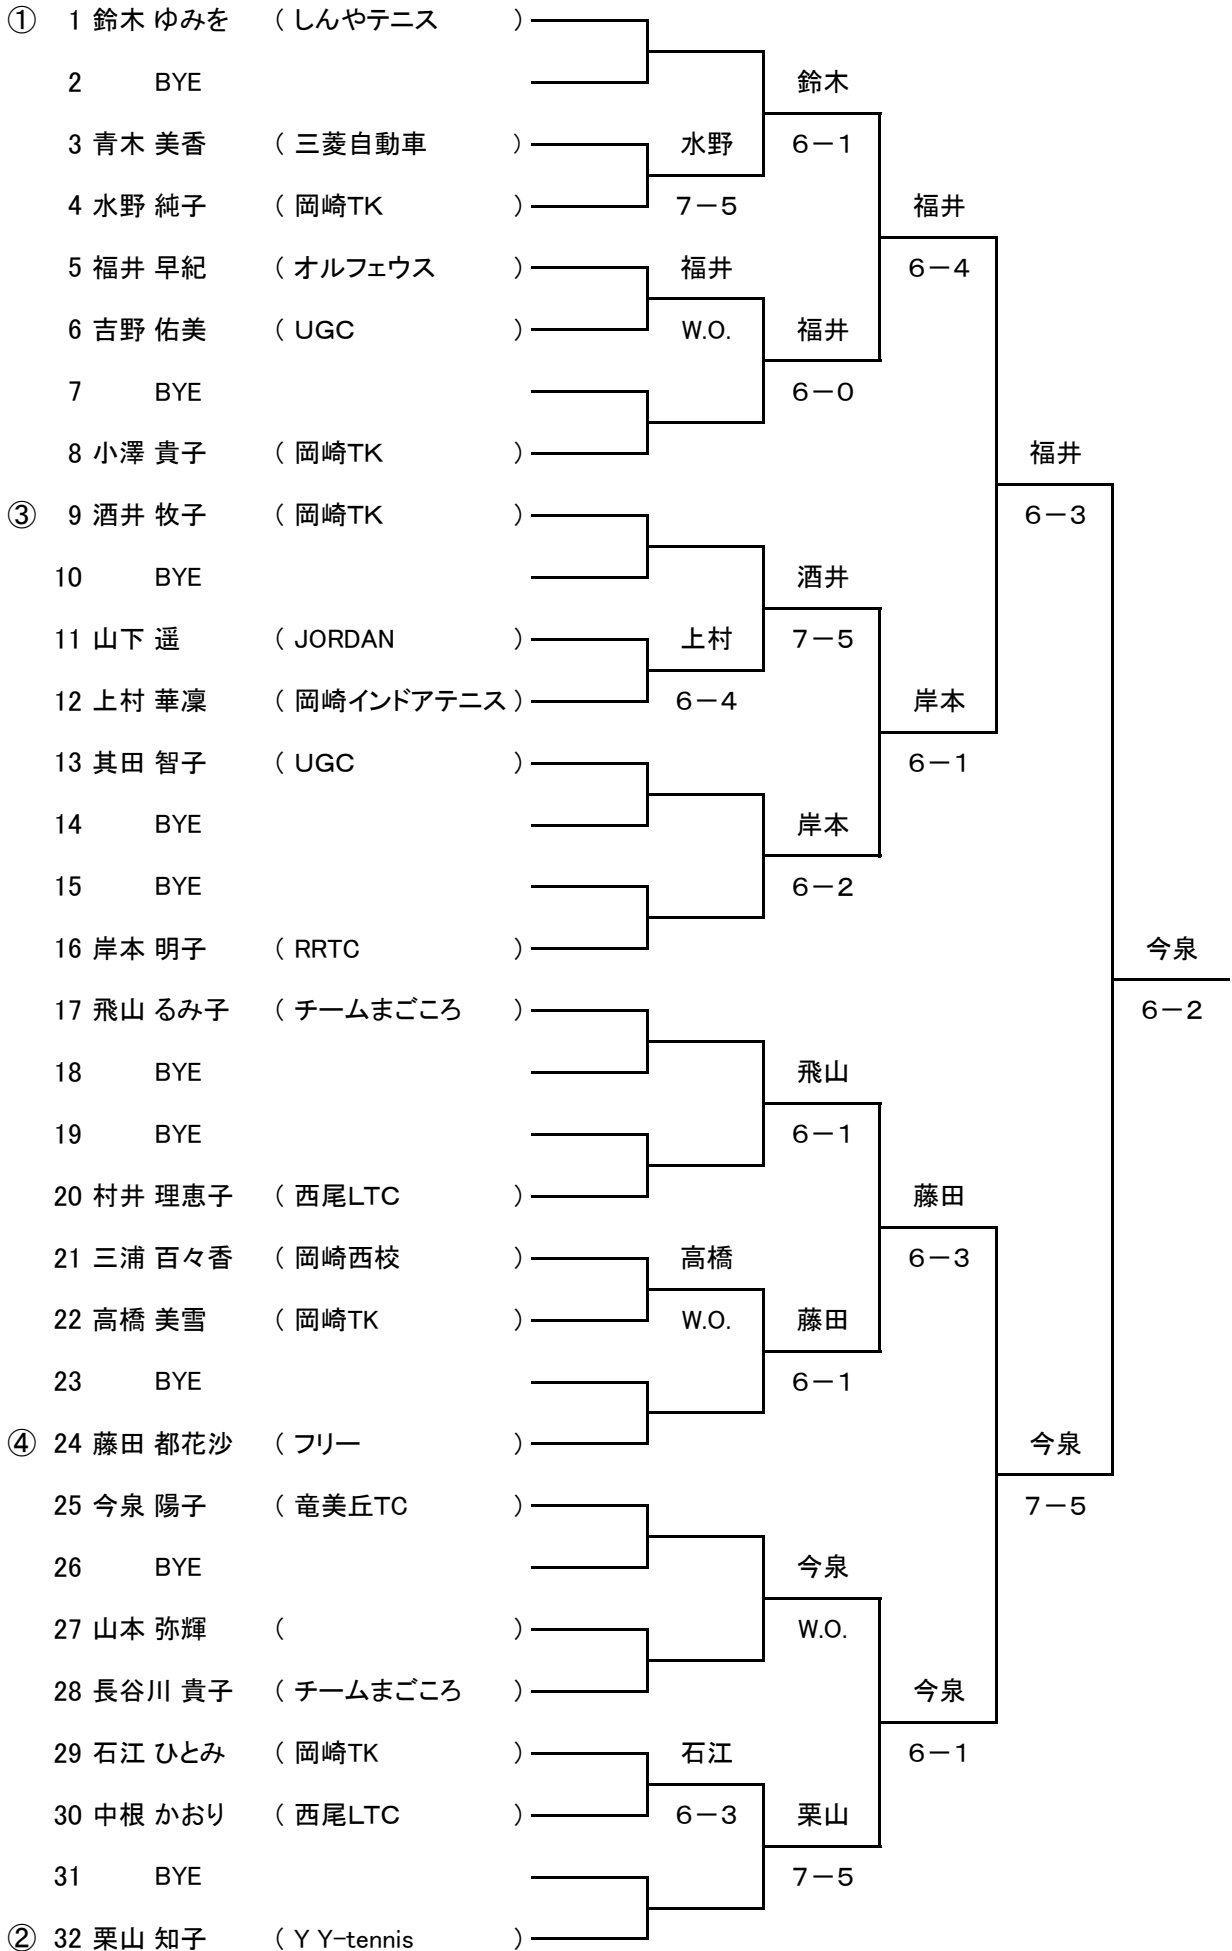 ① 1 鈴木 ゆみを ( しんやテニス )
2 BYE 鈴木
3 青木 美香 ( 三菱自動車 ) 水野 6－1
4 水野 純子 ( 岡崎TK ) 7－5 福井
5 福井 早紀 ( オルフェウス ) 福井 6－4
6 吉野 佑美 ( UGC ) W.O. 福井
7 BYE 6－0
8 小澤 貴子 ( 岡崎TK ) 福井
③ 9 酒井 牧子 ( 岡崎TK ) 6－3
10 BYE 酒井
11 山下 遥 ( JORDAN ) 上村 7－5
12 上村 華凜 ( 岡崎インドアテニス ) 6－4 岸本
13 其田 智子 ( UGC ) 6－1
14 BYE 岸本
15 BYE 6－2
16 岸本 明子 ( RRTC ) 今泉
17 飛山 るみ子 ( チームまごころ ) 6－2
18 BYE 飛山
19 BYE 6－1
20 村井 理恵子 ( 西尾LTC ) 藤田
21 三浦 百々香 ( 岡崎西校 ) 高橋 6－3
22 高橋 美雪 ( 岡崎TK ) W.O. 藤田
23 BYE 6－1
④ 24 藤田 都花沙 ( フリー ) 今泉
25 今泉 陽子 ( 竜美丘TC ) 7－5
26 BYE 今泉
27 山本 弥輝 ( ) W.O.
28 長谷川 貴子 ( チームまごころ ) 今泉
29 石江 ひとみ ( 岡崎TK ) 石江 6－1
30 中根 かおり ( 西尾LTC ) 6－3 栗山
31 BYE 7－5
② 32 栗山 知子 ( Y Y-tennis )